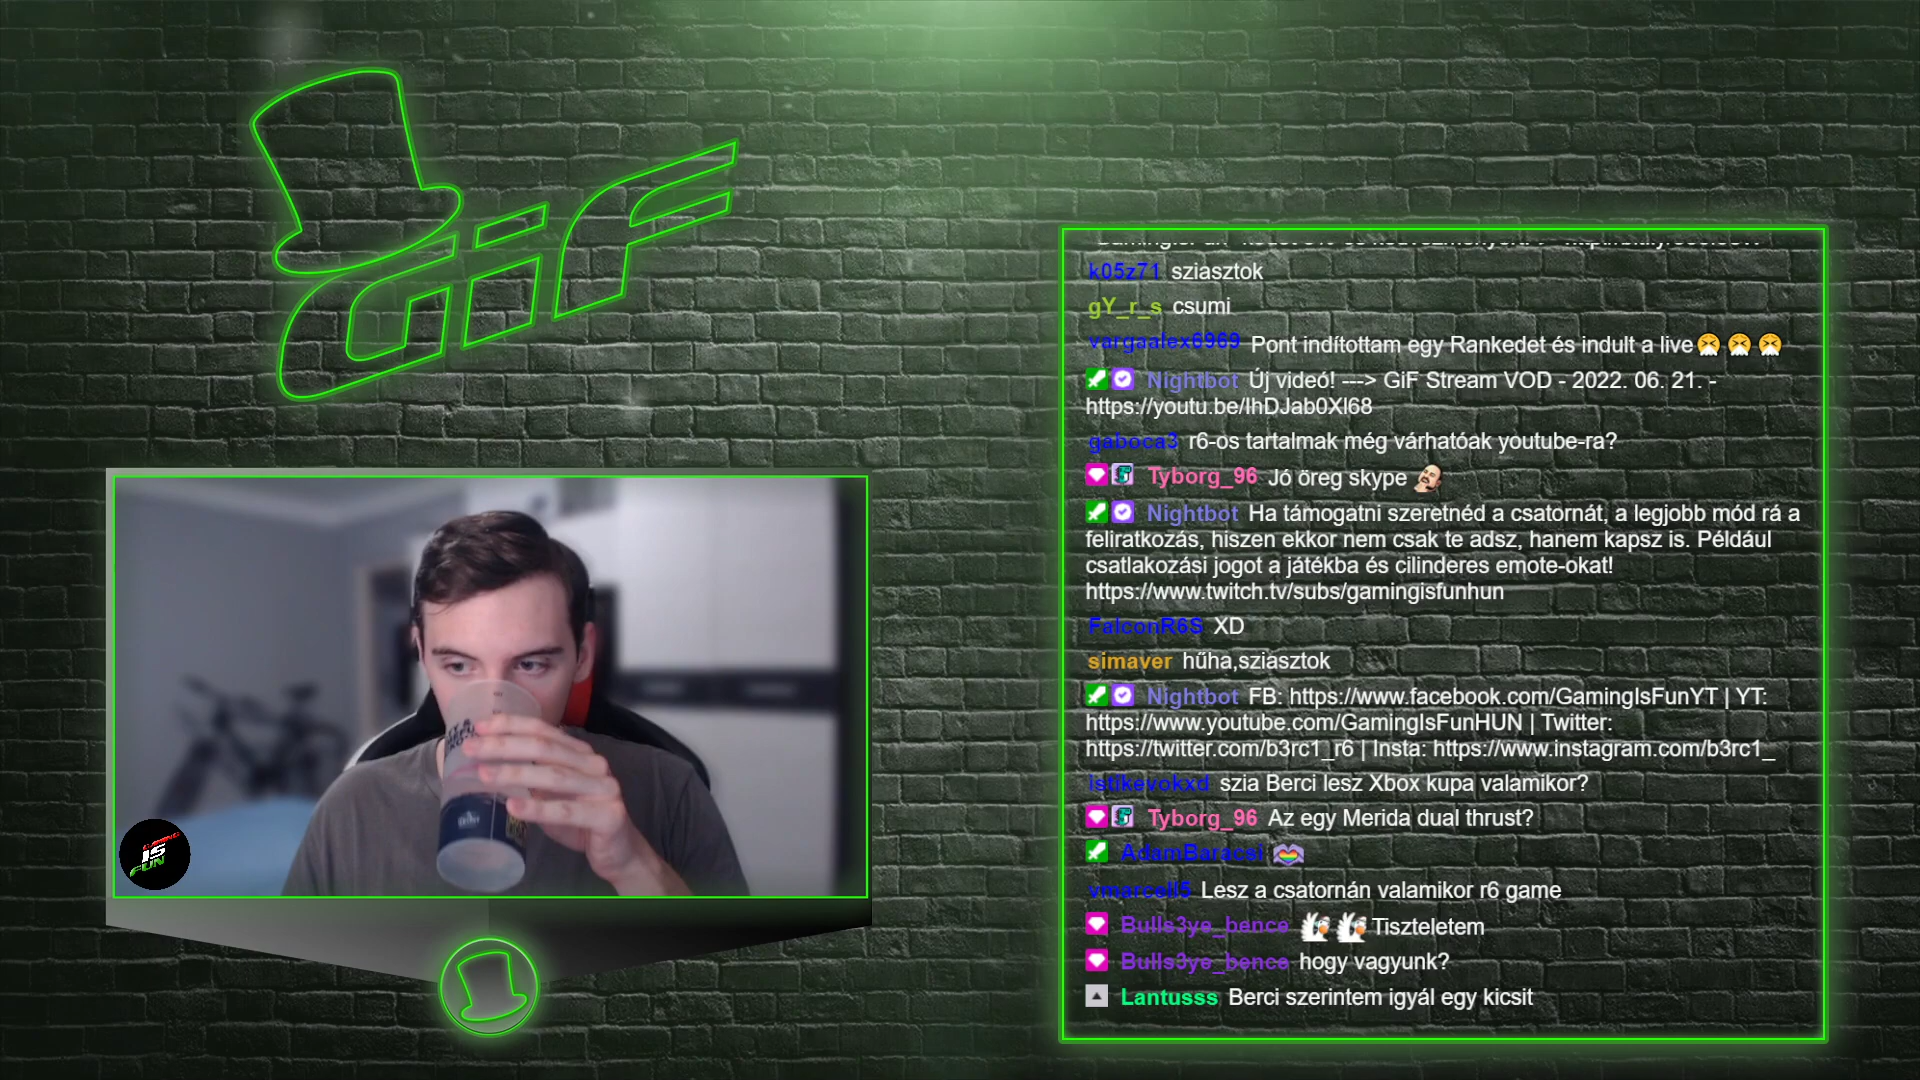 GiF
k05z71 sziasztok
gY_r_s csumi
vargaalex6969 Pont indítottam egy Rankedet és indult a live
Nightbot Új videó! ---> GiF Stream VOD - 2022. 06. 21. -
https://youtu.be/IhDJab0Xl68
gaboca3 r6-os tartalmak még várhatóak youtube-ra?
Tyborg_96 Jó öreg skype
Nightbot Ha támogatni szeretnéd a csatornát, a legjobb mód rá a
feliratkozás, hiszen ekkor nem csak te adsz, hanem kapsz is. Például
csatlakozási jogot a játékba és cilinderes emote-okat!
https://www.twitch.tv/subs/gamingisfunhun
FalconR6S XD
simaver hűha,sziasztok
Nightbot FB: https://www.facebook.com/GamingIsFunYT | YT:
https://www.youtube.com/GamingIsFunHUN | Twitter:
https://twitter.com/b3rc1_r6 | Insta: https://www.instagram.com/b3rc1_
istikevokxd szia Berci lesz Xbox kupa valamikor?
Tyborg_96 Az egy Merida dual thrust?
AdamBaracsi
vmarcell5 Lesz a csatornán valamikor r6 game
Bulls3ye_bence Tiszteletem
Bulls3ye_bence hogy vagyunk?
Lantusss Berci szerintem igyál egy kicsit
GAMING
IS
FUN